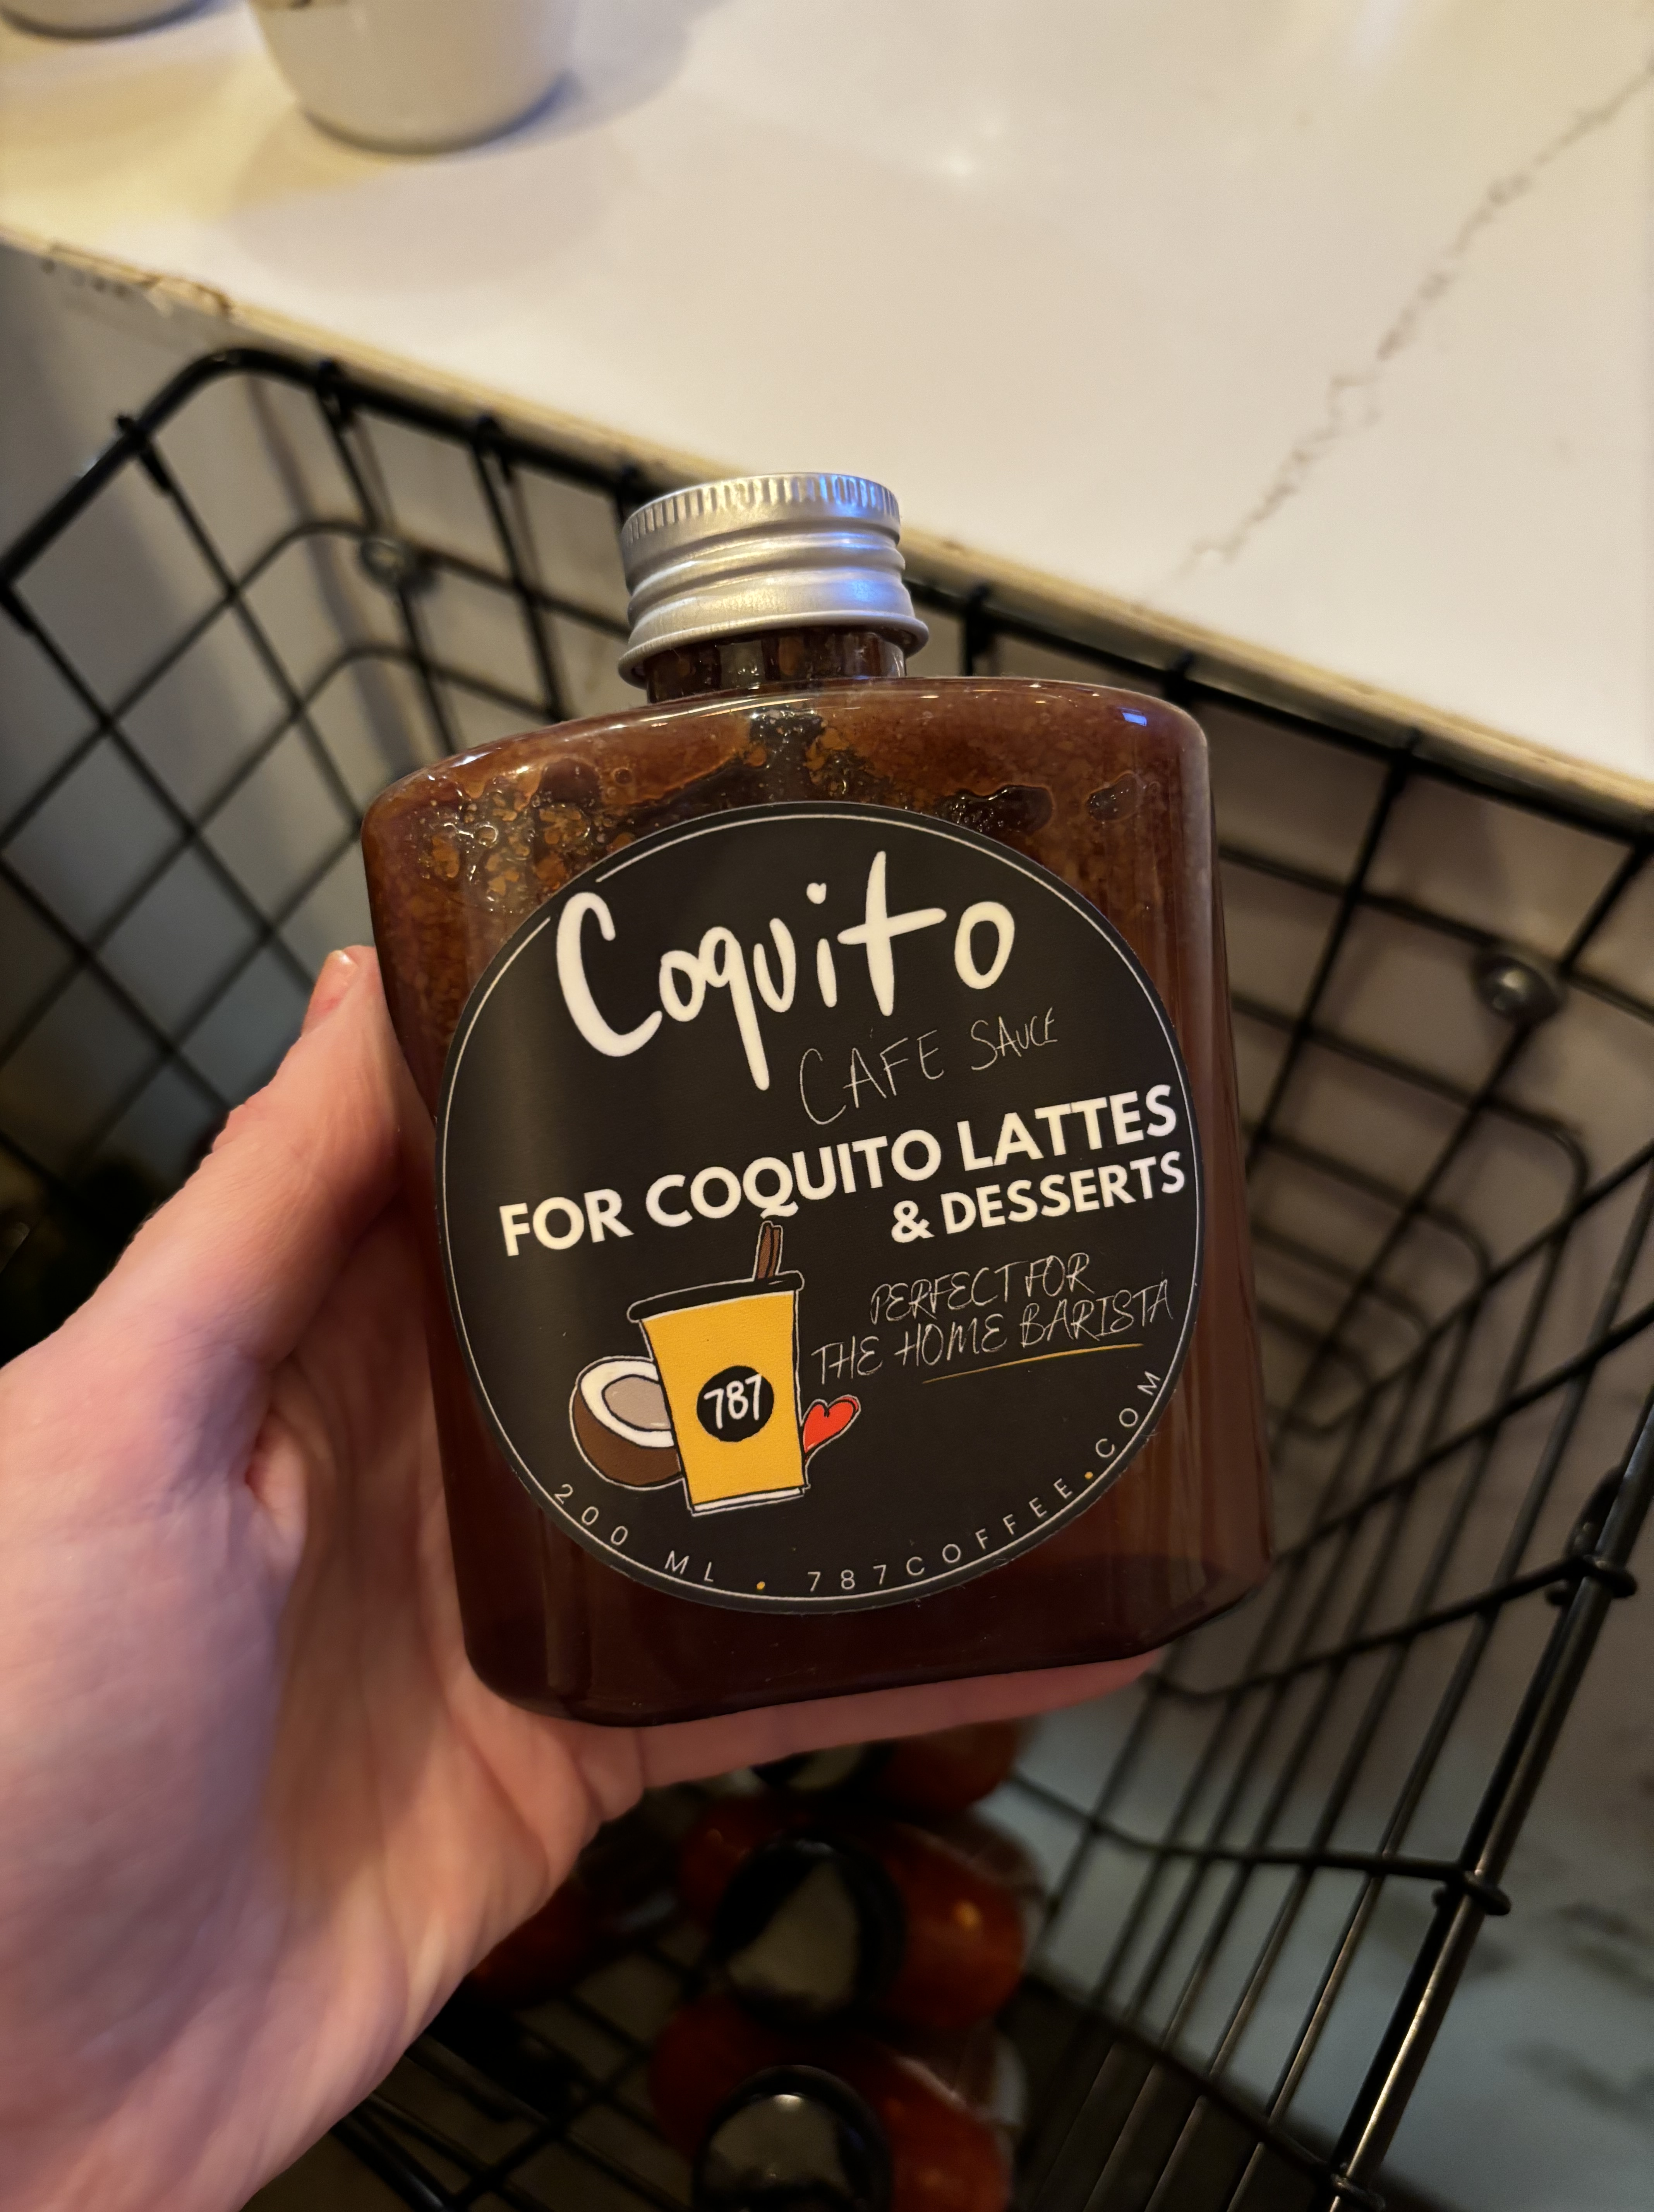 Coquito
CAFE SAUCE
FOR COQUITO LATTES
& DESSERTS
PERFECT FOR
THE HOME BARISTA
787
200 ML . 787COFFEE.COM